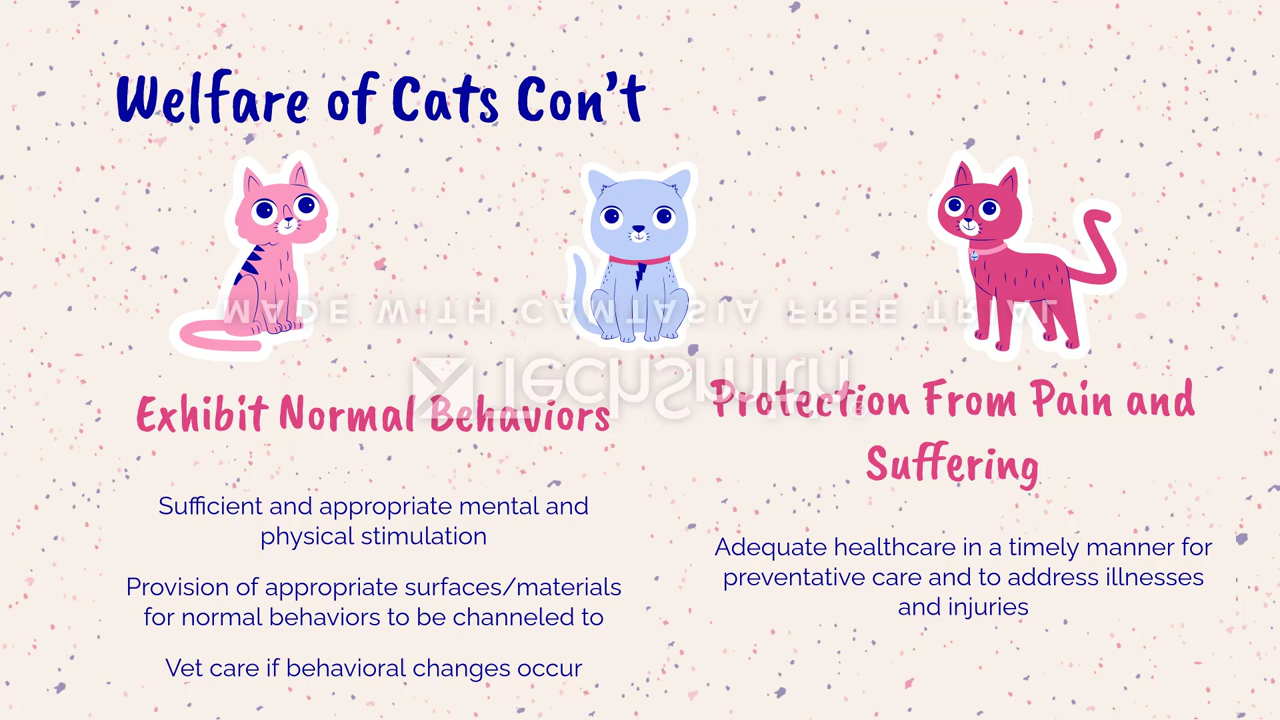 Welfare of Cats Con't
MADE WITH CAMTASIA FREE TRIAL
TechSmith®
Exhibit Normal Behaviors
Sufficient and appropriate mental and
physical stimulation
Provision of appropriate surfaces/materials
for normal behaviors to be channeled to
Vet care if behavioral changes occur
Protection From Pain and
Suffering
Adequate healthcare in a timely manner for
preventative care and to address illnesses
and injuries